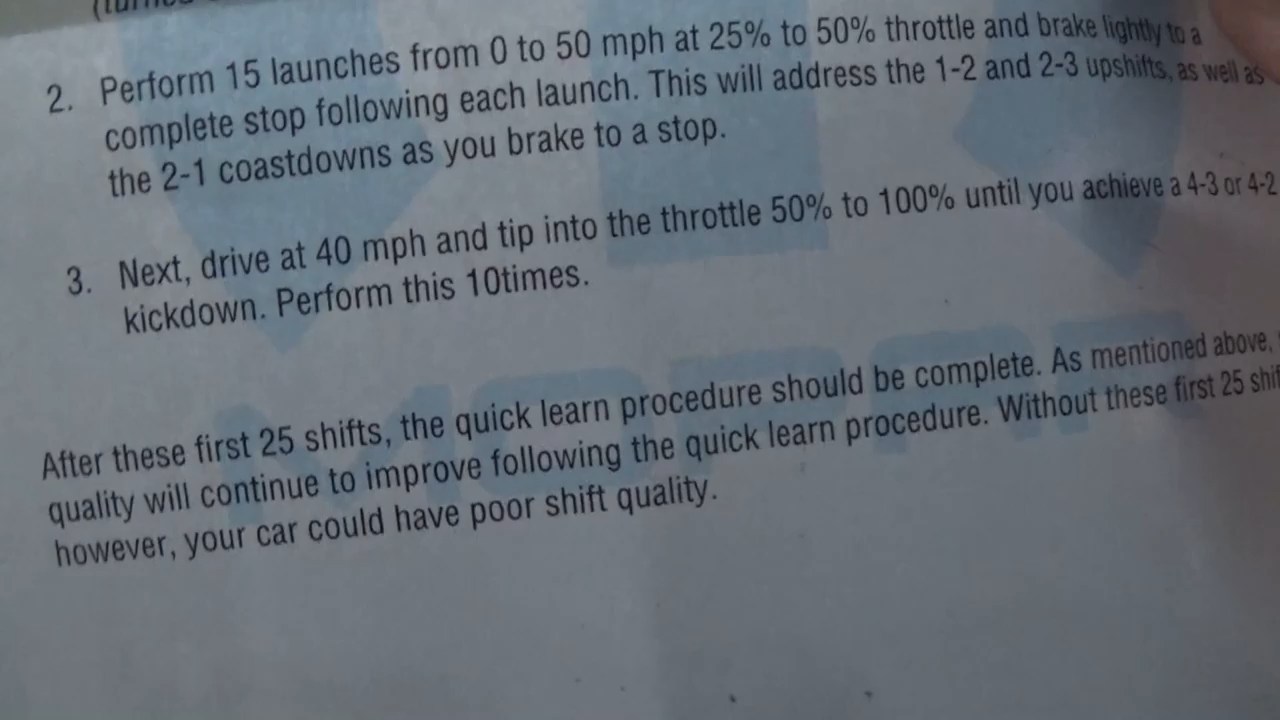 2. Perform 15 launches from 0 to 50 mph at 25% to 50% throttle and brake lightly to a
complete stop following each launch. This will address the 1-2 and 2-3 upshifts, as well as
the 2-1 coastdowns as you brake to a stop.
3. Next, drive at 40 mph and tip into the throttle 50% to 100% until you achieve a 4-3 or 4-2
kickdown. Perform this 10times.
After these first 25 shifts, the quick learn procedure should be complete. As mentioned above,
quality will continue to improve following the quick learn procedure. Without these first 25
however, your car could have poor shift quality.
MOPAR